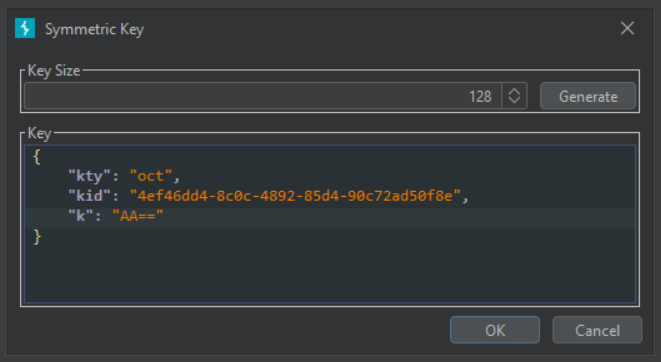 Symmetric Key
Key Size
128
Generate
Key
{
"kty": "oct",
"kid": "4ef46dd4-8c0c-4892-85d4-90c72ad50f8e",
"k": "AA=="
}
OK
Cancel